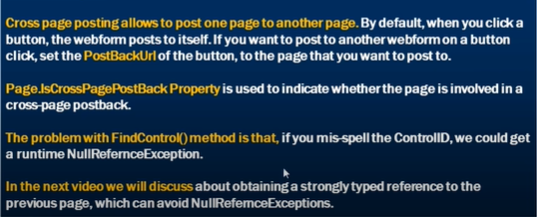 Cross page posting allows to post one page to another page. By default, when you click a
button, the webform posts to itself. If you want to post to another webform on a button
click, set the PostBackUrl of the button, to the page that you want to post to.
Page.IsCrossPagePostBack Property is used to indicate whether the page is involved in a
cross-page postback.
The problem with FindControl() method is that, if you mis-spell the ControlID, we could get
a runtime NullRefernceException.
In the next video we will discuss about obtaining a strongly typed reference to the
previous page, which can avoid NullRefernceExceptions.